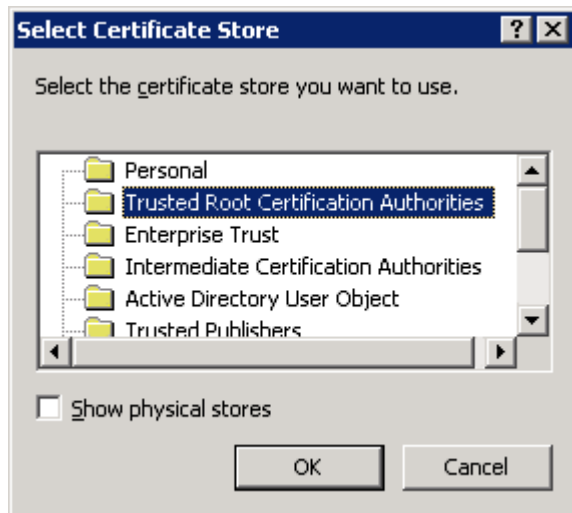 Select Certificate Store
Select the certificate store you want to use.
Personal
Trusted Root Certification Authorities
Enterprise Trust
Intermediate Certification Authorities
Active Directory User Object
Trusted Publishers
Show physical stores
OK
Cancel